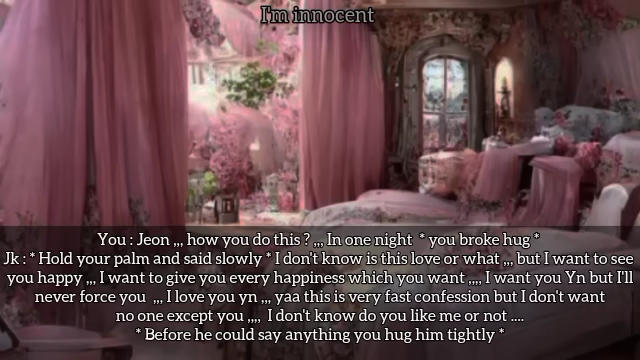 I'm innocent
You : Jeon ,,, how you do this ? ,,, In one night * you broke hug *
Jk : * Hold your palm and said slowly * I don't know is this love or what ,,, but I want to see
you happy ,,, I want to give you every happiness which you want ,,,, I want you Yn but I'll
never force you ,,, I love you yn ,,, yaa this is very fast confession but I don't want
no one except you ,,,, I don't know do you like me or not ....
* Before he could say anything you hug him tightly *